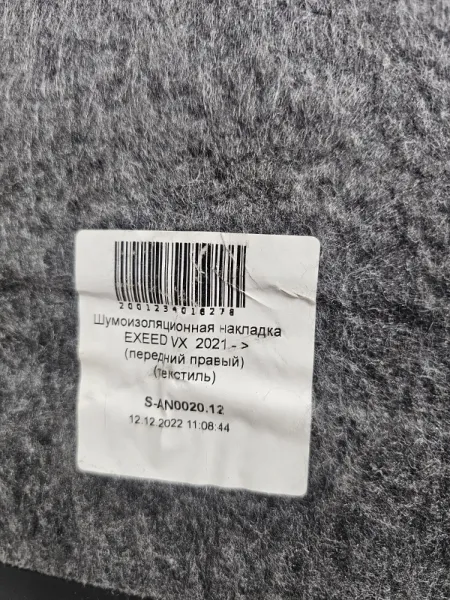 2001234016278
Шумоизоляционная накладка
EXEED VX 2021.- >
(передний правый)
(текстиль)
S-AN0020.12
12.12.2022 11:08:44